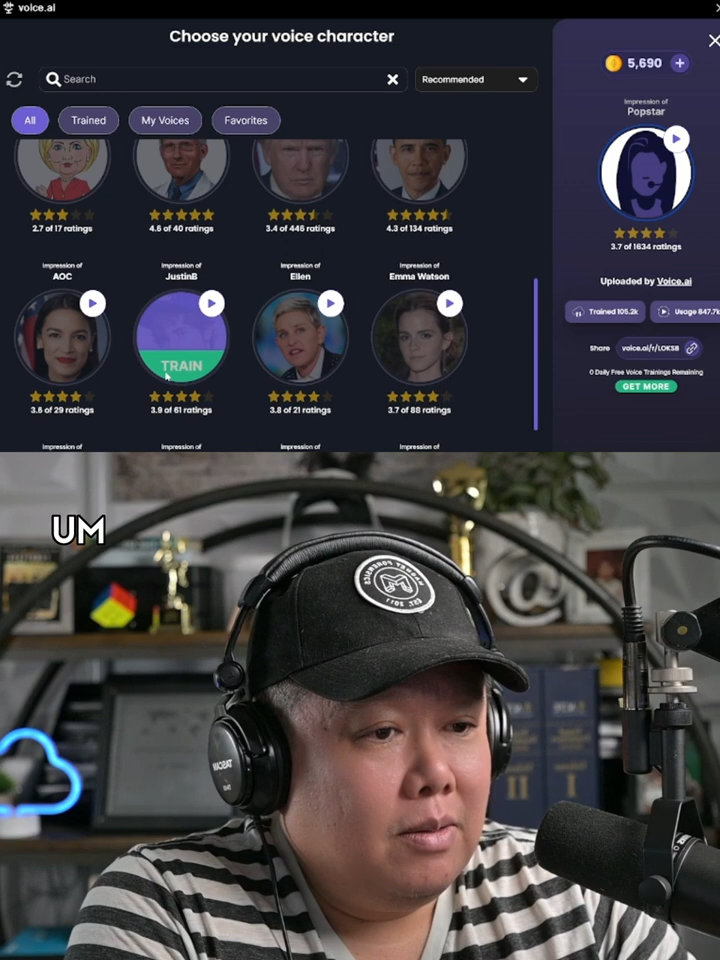 voice.ai
Choose your voice character
Search
Recommended
All
Trained
My Voices
Favorites
2.7 of 17 ratings
4.6 of 40 ratings
3.4 of 446 ratings
4.3 of 134 ratings
Impression of
AOC
Impression of
JustinB
Impression of
Ellen
Impression of
Emma Watson
TRAIN
3.6 of 29 ratings
3.9 of 61 ratings
3.8 of 21 ratings
3.7 of 88 ratings
Impression of
Impression of
Impression of
Impression of
5,690
Impression of
Popstar
3.7 of 1634 ratings
Uploaded by Voice.ai
Trained 105.2k
Usage 847.7k
Share
voice.ai/r/LOKSB
0 Daily Free Voice Trainings Remaining
GET MORE
UM
EST. 2011
TASCAM
@
II
I